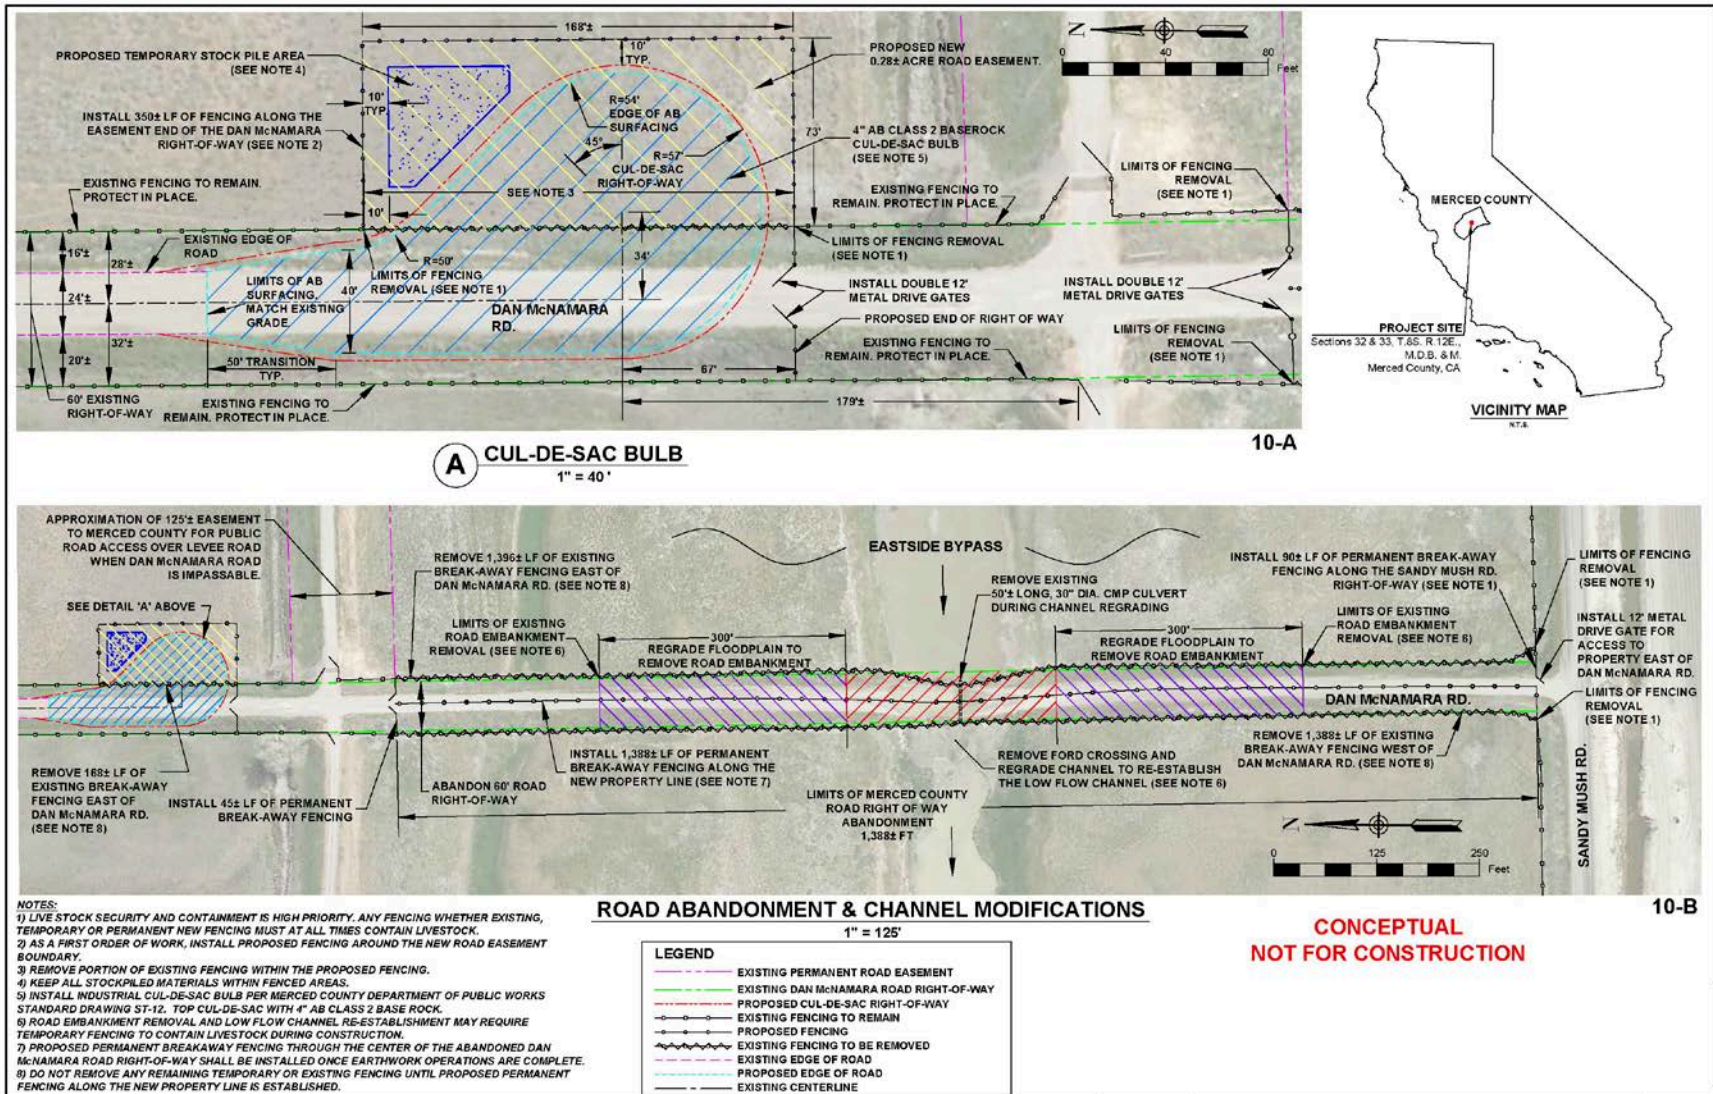 168'±
PROPOSED TEMPORARY STOCK PILE AREA
(SEE NOTE 4)
10'
TYP.
PROPOSED NEW
0.28± ACRE ROAD EASEMENT.
N
0 40 80
Feet
10'
TYP.
INSTALL 350± LF OF FENCING ALONG THE
EASEMENT END OF THE DAN McNAMARA
RIGHT-OF-WAY (SEE NOTE 2)
R=54'
EDGE OF AB
SURFACING
45°
R=57'
CUL-DE-SAC
RIGHT-OF-WAY
73'
4" AB CLASS 2 BASEROCK
CUL-DE-SAC BULB
(SEE NOTE 5)
LIMITS OF FENCING
REMOVAL
(SEE NOTE 1)
EXISTING FENCING TO REMAIN.
PROTECT IN PLACE.
SEE NOTE 3
10'
EXISTING FENCING TO
REMAIN. PROTECT IN PLACE.
EXISTING EDGE OF
ROAD
16'±
28'±
24'±
32'±
20'±
R=50'
LIMITS OF FENCING
REMOVAL (SEE NOTE 1)
34'
LIMITS OF FENCING REMOVAL
(SEE NOTE 1)
LIMITS OF AB
SURFACING.
MATCH EXISTING
GRADE.
40'
DAN McNAMARA
RD.
INSTALL DOUBLE 12'
METAL DRIVE GATES
INSTALL DOUBLE 12'
METAL DRIVE GATES
PROPOSED END OF RIGHT OF WAY
LIMITS OF FENCING
REMOVAL
(SEE NOTE 1)
EXISTING FENCING TO
REMAIN. PROTECT IN PLACE.
50' TRANSITION
TYP.
67'
60' EXISTING
RIGHT-OF-WAY
EXISTING FENCING TO
REMAIN. PROTECT IN PLACE.
179'±
A CUL-DE-SAC BULB
1" = 40 '
10-A
MERCED COUNTY
PROJECT SITE
Sections 32 & 33, T.8S. R.12E.,
M.D.B. & M.
Merced County, CA
VICINITY MAP
N.T.S.
APPROXIMATION OF 125'± EASEMENT
TO MERCED COUNTY FOR PUBLIC
ROAD ACCESS OVER LEVEE ROAD
WHEN DAN McNAMARA ROAD
IS IMPASSABLE.
SEE DETAIL 'A' ABOVE
REMOVE 1,396± LF OF EXISTING
BREAK-AWAY FENCING EAST OF
DAN McNAMARA RD. (SEE NOTE 8)
LIMITS OF EXISTING
ROAD EMBANKMENT
REMOVAL (SEE NOTE 6)
EASTSIDE BYPASS
REMOVE EXISTING
50'± LONG, 30" DIA. CMP CULVERT
DURING CHANNEL REGRADING
300'
REGRADE FLOODPLAIN TO
REMOVE ROAD EMBANKMENT
300'
REGRADE FLOODPLAIN TO
REMOVE ROAD EMBANKMENT
INSTALL 90± LF OF PERMANENT BREAK-AWAY
FENCING ALONG THE SANDY MUSH RD.
RIGHT-OF-WAY (SEE NOTE 1)
LIMITS OF EXISTING
ROAD EMBANKMENT
REMOVAL (SEE NOTE 6)
LIMITS OF FENCING
REMOVAL
(SEE NOTE 1)
INSTALL 12' METAL
DRIVE GATE FOR
ACCESS TO
PROPERTY EAST OF
DAN McNAMARA RD.
LIMITS OF FENCING
REMOVAL
(SEE NOTE 1)
DAN McNAMARA RD.
REMOVE 168± LF OF
EXISTING BREAK-AWAY
FENCING EAST OF
DAN McNAMARA RD.
(SEE NOTE 8)
INSTALL 45± LF OF PERMANENT
BREAK-AWAY FENCING
ABANDON 60' ROAD
RIGHT-OF-WAY
INSTALL 1,388± LF OF PERMANENT
BREAK-AWAY FENCING ALONG THE
NEW PROPERTY LINE (SEE NOTE 7)
LIMITS OF MERCED COUNTY
ROAD RIGHT OF WAY
ABANDONMENT
1,388± FT
REMOVE FORD CROSSING AND
REGRADE CHANNEL TO RE-ESTABLISH
THE LOW FLOW CHANNEL (SEE NOTE 6)
REMOVE 1,388± LF OF EXISTING
BREAK-AWAY FENCING WEST OF
DAN McNAMARA RD. (SEE NOTE 8)
SANDY MUSH RD.
N
0 125 250
Feet
10-B
ROAD ABANDONMENT & CHANNEL MODIFICATIONS
1" = 125'
CONCEPTUAL
NOT FOR CONSTRUCTION
NOTES:
1) LIVE STOCK SECURITY AND CONTAINMENT IS HIGH PRIORITY. ANY FENCING WHETHER EXISTING,
TEMPORARY OR PERMANENT NEW FENCING MUST AT ALL TIMES CONTAIN LIVESTOCK.
2) AS A FIRST ORDER OF WORK, INSTALL PROPOSED FENCING AROUND THE NEW ROAD EASEMENT
BOUNDARY.
3) REMOVE PORTION OF EXISTING FENCING WITHIN THE PROPOSED FENCING.
4) KEEP ALL STOCKPILED MATERIALS WITHIN FENCED AREAS.
5) INSTALL INDUSTRIAL CUL-DE-SAC BULB PER MERCED COUNTY DEPARTMENT OF PUBLIC WORKS
STANDARD DRAWING ST-12. TOP CUL-DE-SAC WITH 4" AB CLASS 2 BASE ROCK.
6) ROAD EMBANKMENT REMOVAL AND LOW FLOW CHANNEL RE-ESTABLISHMENT MAY REQUIRE
TEMPORARY FENCING TO CONTAIN LIVESTOCK DURING CONSTRUCTION.
7) PROPOSED PERMANENT BREAKAWAY FENCING THROUGH THE CENTER OF THE ABANDONED DAN
McNAMARA ROAD RIGHT-OF-WAY SHALL BE INSTALLED ONCE EARTHWORK OPERATIONS ARE COMPLETE.
8) DO NOT REMOVE ANY REMAINING TEMPORARY OR EXISTING FENCING UNTIL PROPOSED PERMANENT
FENCING ALONG THE NEW PROPERTY LINE IS ESTABLISHED.
LEGEND
EXISTING PERMANENT ROAD EASEMENT
EXISTING DAN McNAMARA ROAD RIGHT-OF-WAY
PROPOSED CUL-DE-SAC RIGHT-OF-WAY
EXISTING FENCING TO REMAIN
PROPOSED FENCING
EXISTING FENCING TO BE REMOVED
EXISTING EDGE OF ROAD
PROPOSED EDGE OF ROAD
EXISTING CENTERLINE